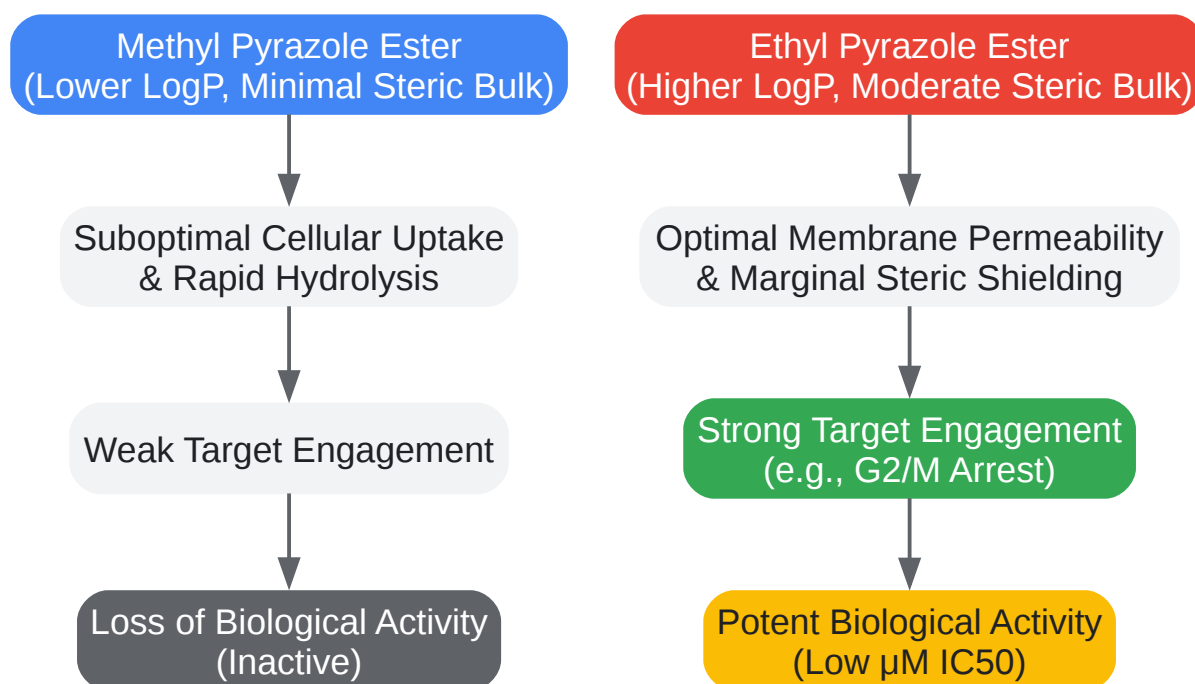 Methyl Pyrazole Ester
(Lower LogP, Minimal Steric Bulk)
Suboptimal Cellular Uptake
& Rapid Hydrolysis
Weak Target Engagement
Loss of Biological Activity
(Inactive)
Ethyl Pyrazole Ester
(Higher LogP, Moderate Steric Bulk)
Optimal Membrane Permeability
& Marginal Steric Shielding
Strong Target Engagement
(e.g., G2/M Arrest)
Potent Biological Activity
(Low μM IC50)